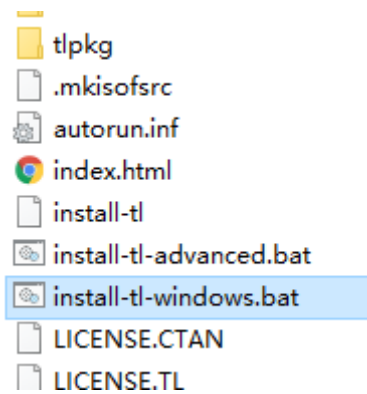 tlpkg
.mkisofsrc
autorun.inf
index.html
install-tl
install-tl-advanced.bat
install-tl-windows.bat
LICENSE.CTAN
LICENSE.TL